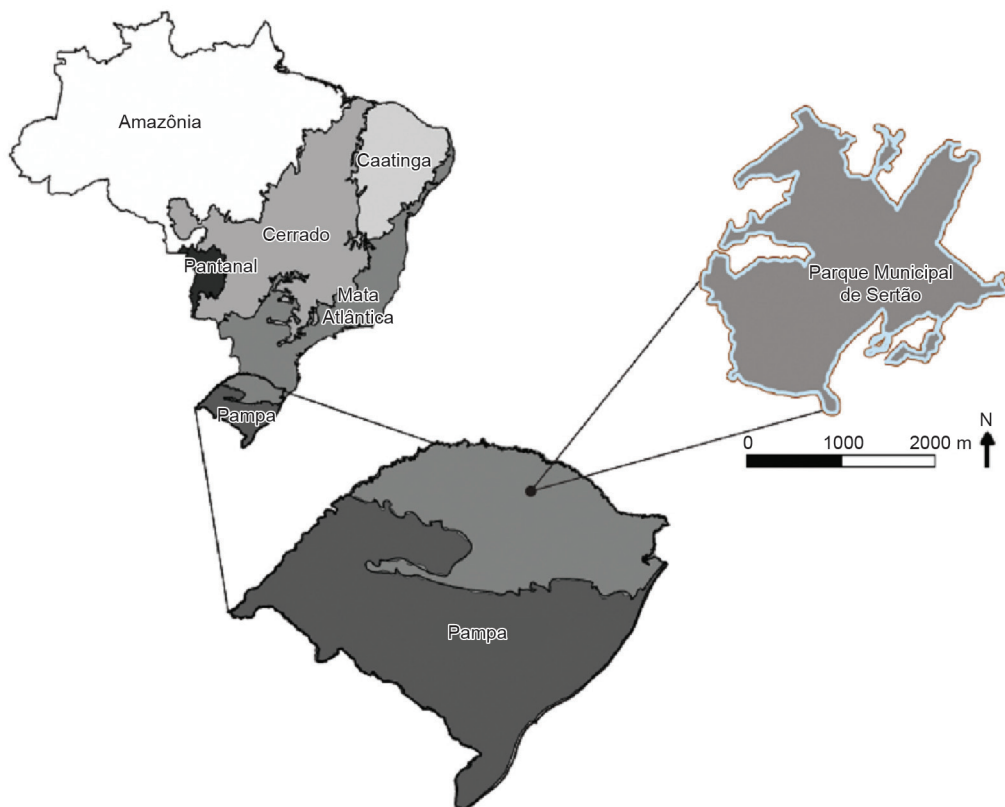 Amazônia
Caatinga
Cerrado
Pantanal
Mata
Atlântica
Pampa
Parque Municipal
de Sertão
N
0 1000 2000 m
Pampa